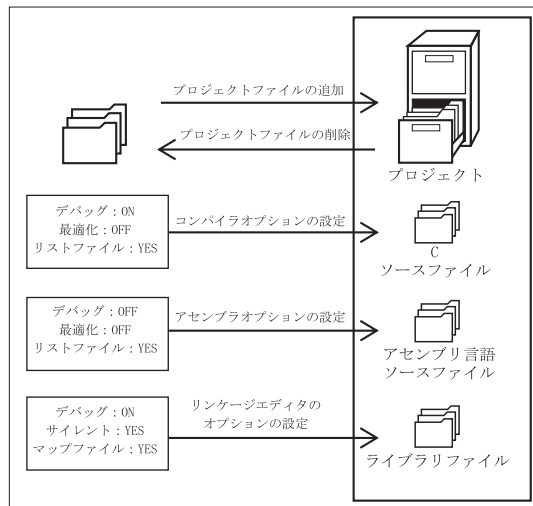 プロジェクトファイルの追加
プロジェクトファイルの削除
プロジェクト
デバッグ：ON
最適化：OFF
リストファイル：YES
コンパイラオプションの設定
C
ソースファイル
デバッグ：OFF
最適化：OFF
リストファイル：YES
アセンブラオプションの設定
アセンブリ言語
ソースファイル
デバッグ：ON
サイレント：YES
マップファイル：YES
リンケージエディタの
オプションの設定
ライブラリファイル